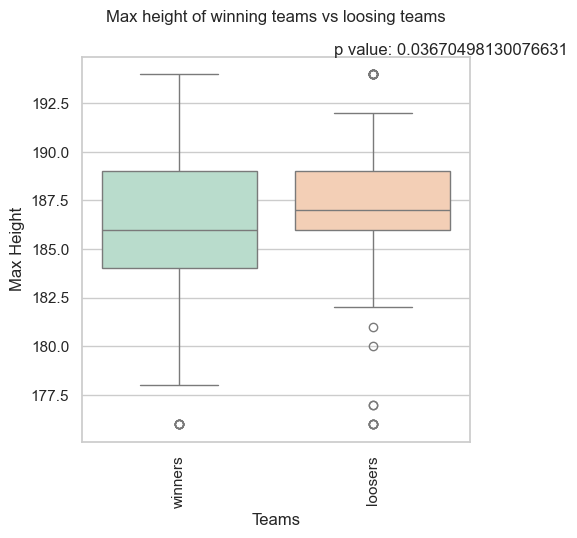 Max height of winning teams vs loosing teams
p value: 0.03670498130076631
192.5
190.0
187.5
185.0
182.5
180.0
177.5
Max Height
winners
loosers
Teams